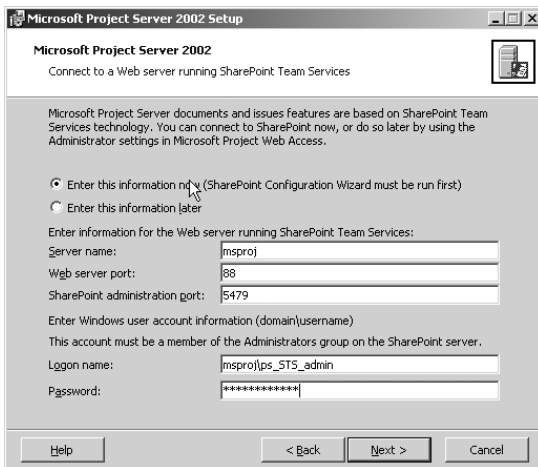 Microsoft Project Server 2002 Setup
Microsoft Project Server 2002
Connect to a Web server running SharePoint Team Services
Microsoft Project Server documents and issues features are based on SharePoint Team
Services technology. You can connect to SharePoint now, or do so later by using the
Administrator settings in Microsoft Project Web Access.
Enter this information now (SharePoint Configuration Wizard must be run first)
Enter this information later
Enter information for the Web server running SharePoint Team Services:
Server name: msproj
Web server port: 88
SharePoint administration port: 5479
Enter Windows user account information (domain\username)
This account must be a member of the Administrators group on the SharePoint server.
Logon name: msproj\ps_STS_admin
Password: ************
Help < Back Next > Cancel